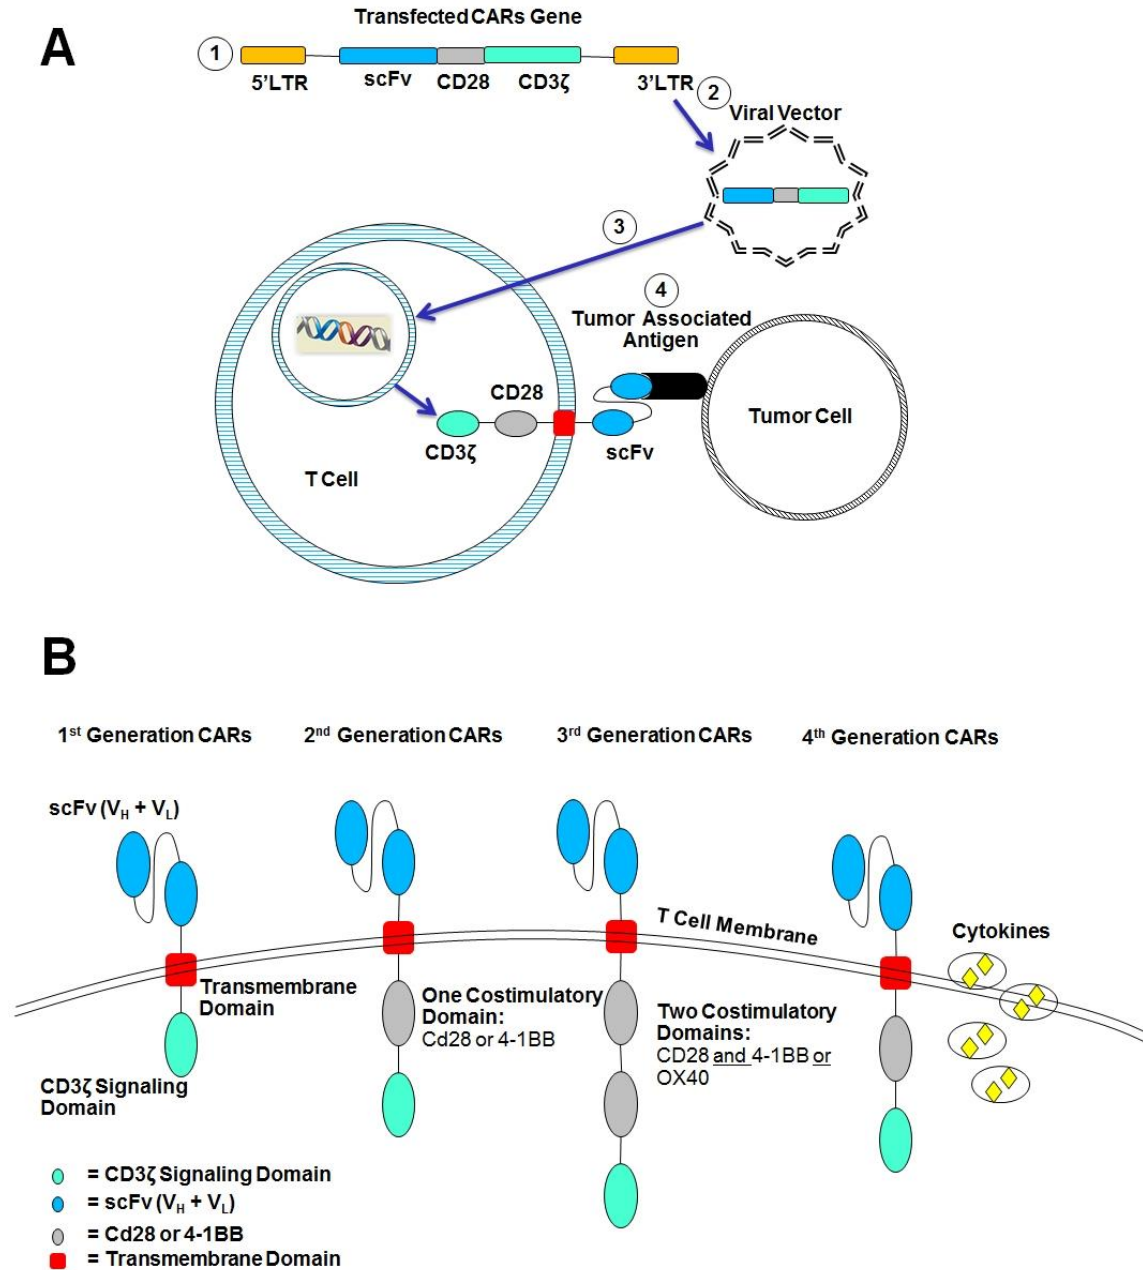 A
Transfected CARs Gene
1
5'LTR
scFv
CD28
CD3ζ
3'LTR
2
Viral Vector
3
4
Tumor Associated
Antigen
CD28
Tumor Cell
CD3ζ
scFv
T Cell
B
1st Generation CARs
2nd Generation CARs
3rd Generation CARs
4th Generation CARs
scFv (VH + VL)
T Cell Membrane
Cytokines
Transmembrane
Domain
One Costimulatory
Domain:
Cd28 or 4-1BB
Two Costimulatory
Domains:
CD28 and 4-1BB or
OX40
CD3ζ Signaling
Domain
= CD3ζ Signaling Domain
= scFv (VH + VL)
= Cd28 or 4-1BB
= Transmembrane Domain